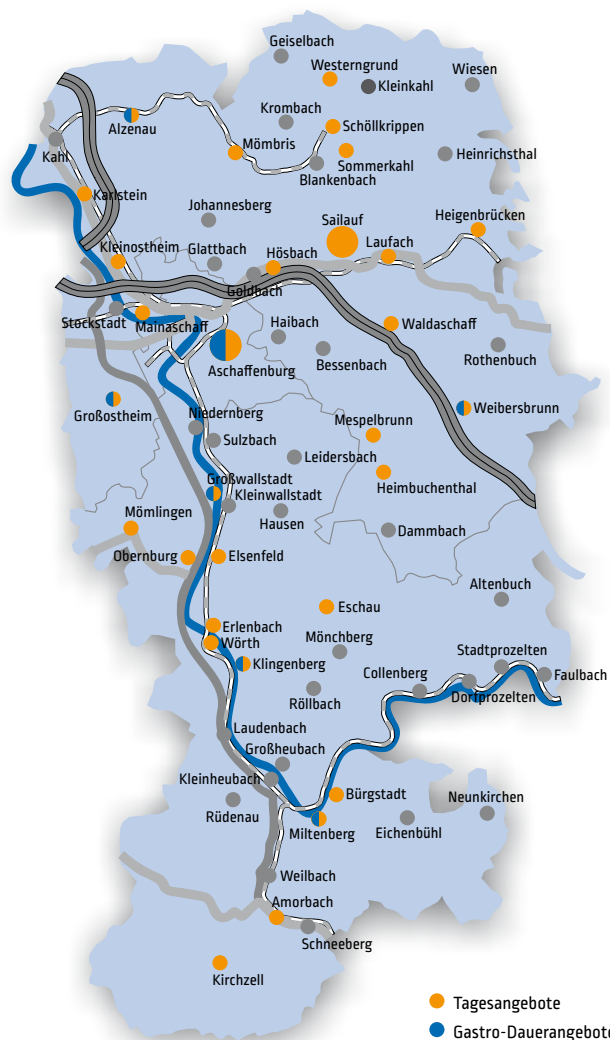 Geiselbach
Westerngrund
Kleinkahl
Wiesen
Alzenau
Krombach
Schöllkrippen
Kahl
Mömbris
Sommerkahl
Heinrichsthal
Blankenbach
Karlstein
Johannesberg
Sailauf
Heigenbrücken
Kleinostheim
Glattbach
Hösbach
Laufach
Goldbach
Stockstadt
Mainaschaff
Haibach
Waldaschaff
Aschaffenburg
Bessenbach
Rothenbuch
Großostheim
Niedernberg
Mespelbrunn
Weibersbrunn
Sulzbach
Leidersbach
Großwallstadt
Heimbuchenthal
Kleinwallstadt
Mömlingen
Hausen
Dammbach
Obernburg
Elsenfeld
Altenbuch
Eschau
Erlenbach
Wörth
Mönchberg
Stadtprozelten
Klingenberg
Collenberg
Faulbach
Röllbach
Dorfprozelten
Laudenbach
Großheubach
Kleinheubach
Bürgstadt
Neunkirchen
Rüdenau
Miltenberg
Eichenbühl
Weilbach
Amorbach
Schneeberg
Kirchzell
Tagesangebote
Gastro-Dauerangebote